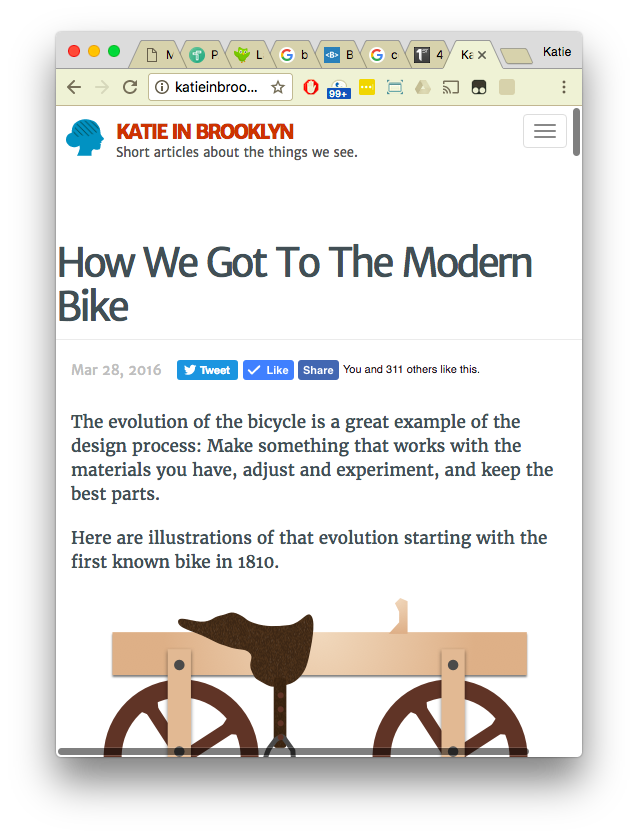 M P L b <B> B c 1ST 4 Ka Katie
katieinbroo...
99+
KATIE IN BROOKLYN
Short articles about the things we see.
How We Got To The Modern
Bike
Mar 28, 2016 Tweet Like Share You and 311 others like this.
The evolution of the bicycle is a great example of the
design process: Make something that works with the
materials you have, adjust and experiment, and keep the
best parts.
Here are illustrations of that evolution starting with the
first known bike in 1810.